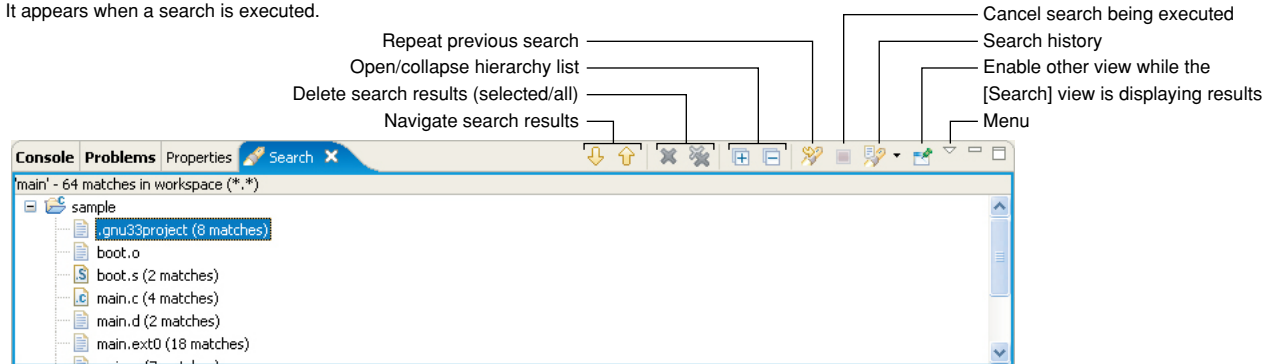 It appears when a search is executed.
Cancel search being executed
Repeat previous search
Search history
Open/collapse hierarchy list
Enable other view while the
[Search] view is displaying results
Delete search results (selected/all)
Navigate search results
Menu
Console Problems Properties Search
'main' - 64 matches in workspace (*.*)
sample
.gnu33project (8 matches)
boot.o
boot.s (2 matches)
main.c (4 matches)
main.d (2 matches)
main.ext0 (18 matches)